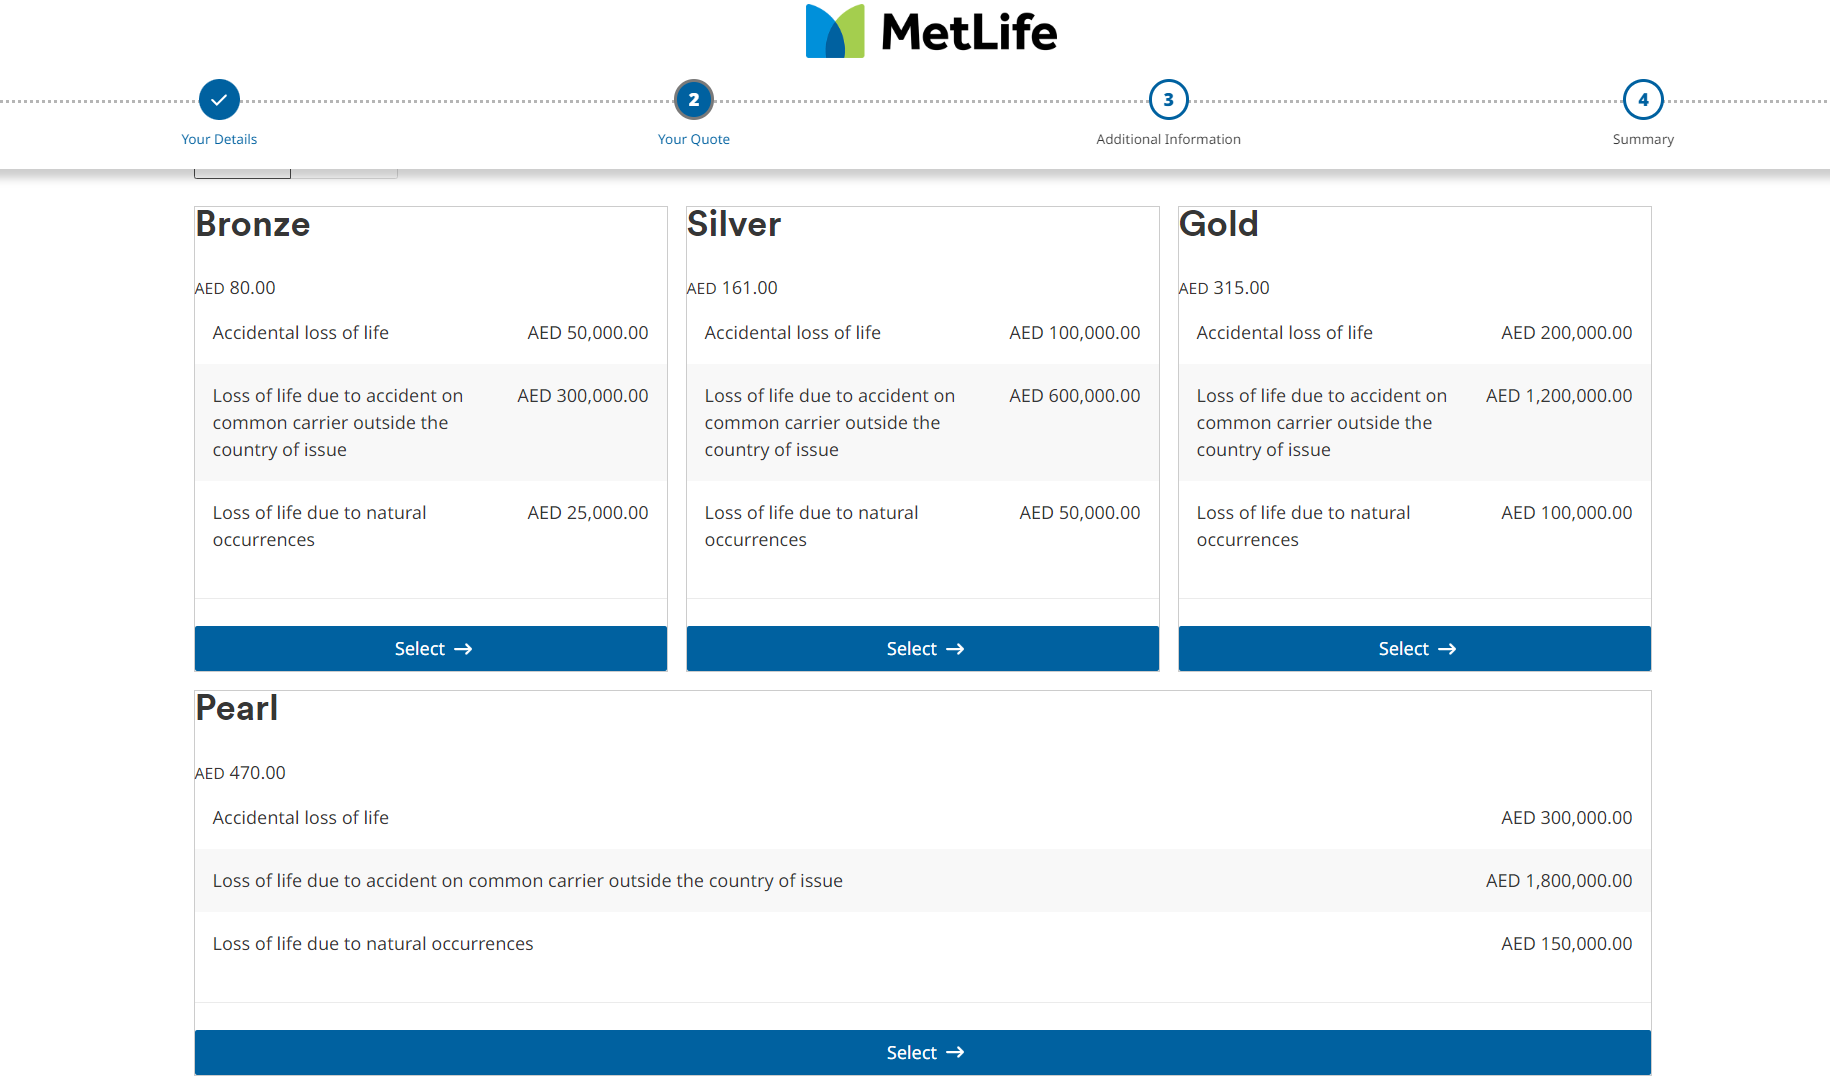 MetLife
2
3
4
Your Details
Your Quote
Additional Information
Summary
Bronze
AED 80.00
Accidental loss of life
AED 50,000.00
Loss of life due to accident on
common carrier outside the
country of issue
AED 300,000.00
Loss of life due to natural
occurrences
AED 25,000.00
Select →
Silver
AED 161.00
Accidental loss of life
AED 100,000.00
Loss of life due to accident on
common carrier outside the
country of issue
AED 600,000.00
Loss of life due to natural
occurrences
AED 50,000.00
Select →
Gold
AED 315.00
Accidental loss of life
AED 200,000.00
Loss of life due to accident on
common carrier outside the
country of issue
AED 1,200,000.00
Loss of life due to natural
occurrences
AED 100,000.00
Select →
Pearl
AED 470.00
Accidental loss of life
AED 300,000.00
Loss of life due to accident on common carrier outside the country of issue
AED 1,800,000.00
Loss of life due to natural occurrences
AED 150,000.00
Select →